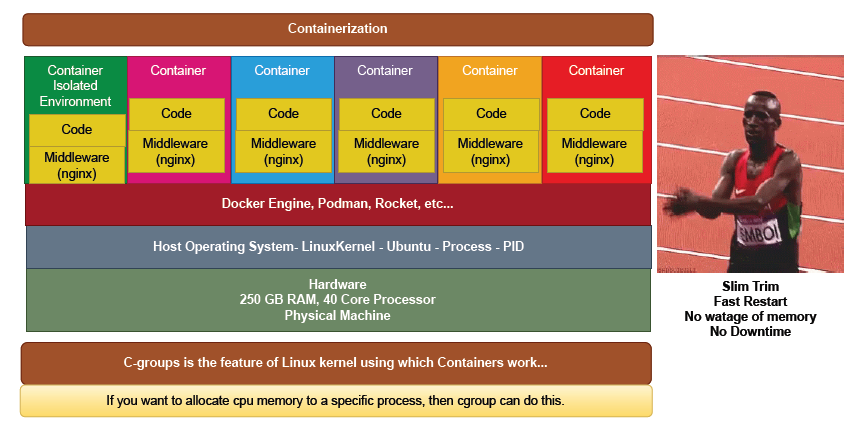 Containerization
Container
Isolated
Environment
Code
Middleware
(nginx)
Container
Code
Middleware
(nginx)
Container
Code
Middleware
(nginx)
Container
Code
Middleware
(nginx)
Container
Code
Middleware
(nginx)
Container
Code
Middleware
(nginx)
Docker Engine, Podman, Rocket, etc...
Host Operating System- LinuxKernel - Ubuntu - Process - PID
Hardware
250 GB RAM, 40 Core Processor
Physical Machine
SMBOI
Slim Trim
Fast Restart
No watage of memory
No Downtime
C-groups is the feature of Linux kernel using which Containers work...
If you want to allocate cpu memory to a specific process, then cgroup can do this.